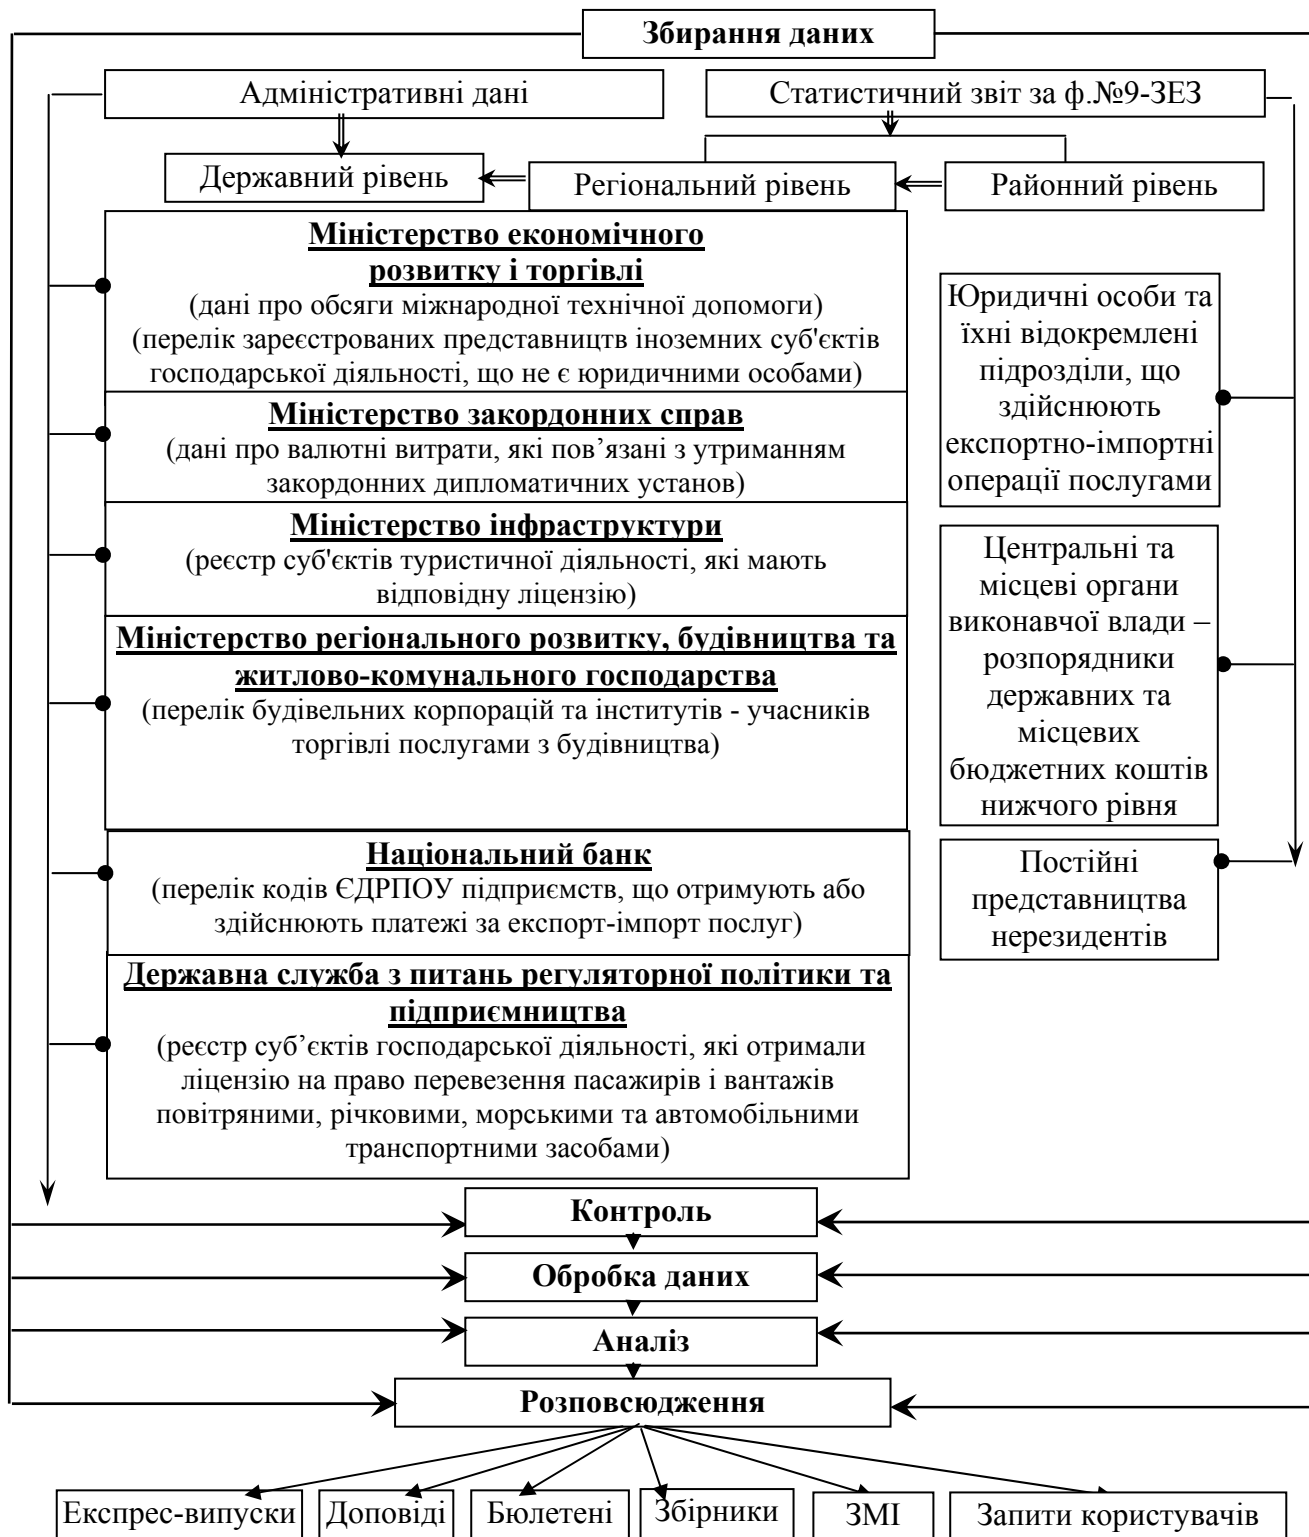 Збирання даних
Адміністративні дані
Статистичний звіт за ф.№9-ЗЕЗ
Державний рівень
Регіональний рівень
Районний рівень
Міністерство економічного
розвитку і торгівлі
(дані про обсяги міжнародної технічної допомоги)
(перелік зареєстрованих представництв іноземних суб'єктів
господарської діяльності, що не є юридичними особами)
Міністерство закордонних справ
(дані про валютні витрати, які пов’язані з утриманням
закордонних дипломатичних установ)
Міністерство інфраструктури
(реєстр суб'єктів туристичної діяльності, які мають
відповідну ліцензію)
Міністерство регіонального розвитку, будівництва та
житлово-комунального господарства
(перелік будівельних корпорацій та інститутів - учасників
торгівлі послугами з будівництва)
Національний банк
(перелік кодів ЄДРПОУ підприємств, що отримують або
здійснюють платежі за експорт-імпорт послуг)
Державна служба з питань регуляторної політики та
підприємництва
(реєстр суб’єктів господарської діяльності, які отримали
ліцензію на право перевезення пасажирів і вантажів
повітряними, річковими, морськими та автомобільними
транспортними засобами)
Юридичні особи та
їхні відокремлені
підрозділи, що
здійснюють
експортно-імпортні
операції послугами
Центральні та
місцеві органи
виконавчої влади –
розпорядники
державних та
місцевих
бюджетних коштів
нижчого рівня
Постійні
представництва
нерезидентів
Контроль
Обробка даних
Аналіз
Розповсюдження
Експрес-випуски
Доповіді
Бюлетені
Збірники
ЗМІ
Запити користувачів